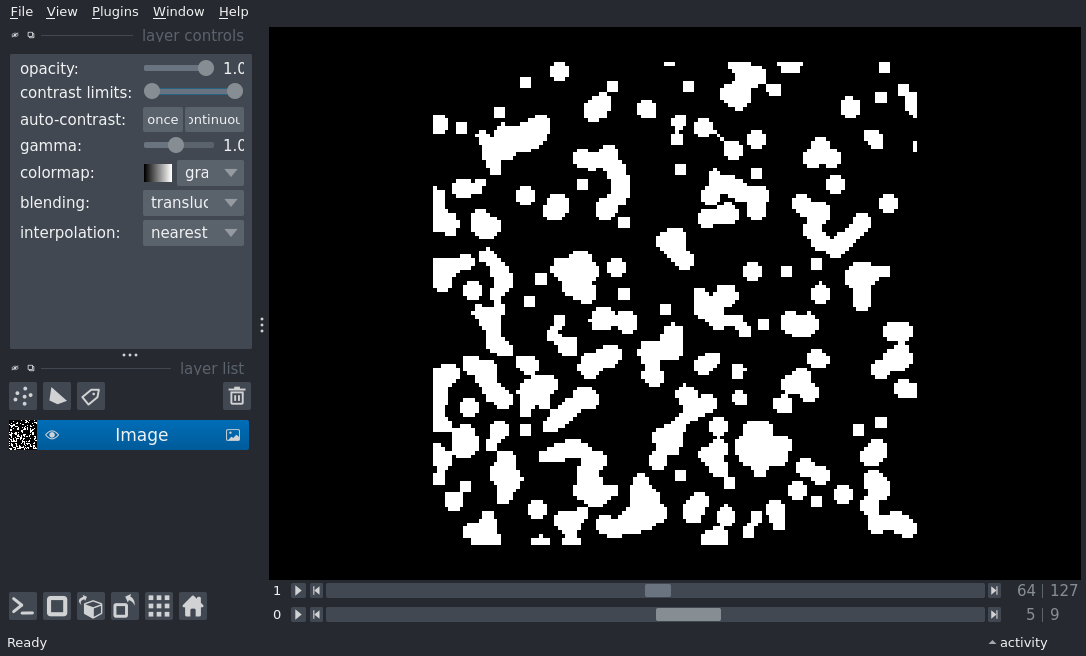 File View Plugins Window Help
layer controls
opacity: 1.0
contrast limits:
auto-contrast: once ontinuou
gamma: 1.0
colormap: gra
blending: transluc
interpolation: nearest
layer list
Image
1 64 | 127
0 5 | 9
Ready activity